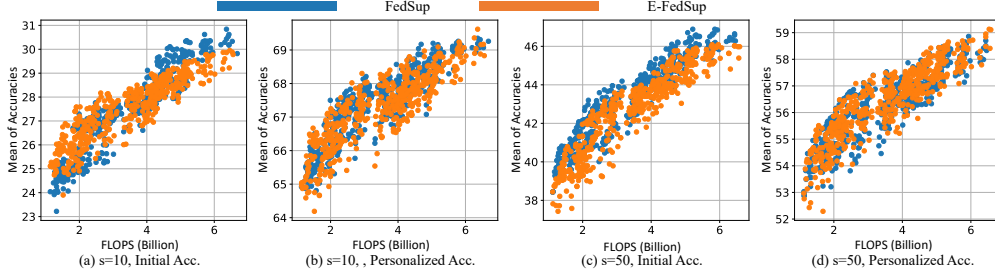 FedSup E-FedSup
Mean of Accuracies
31
30
29
28
27
26
25
24
23
2 4 6
FLOPS (Billion)
(a) s=10, Initial Acc.
Mean of Accuracies
69
68
67
66
65
64
2 4 6
FLOPS (Billion)
(b) s=10, , Personalized Acc.
Mean of Accuracies
46
44
42
40
38
2 4 6
FLOPS (Billion)
(c) s=50, Initial Acc.
Mean of Accuracies
59
58
57
56
55
54
53
52
2 4 6
FLOPS (Billion)
(d) s=50, Personalized Acc.